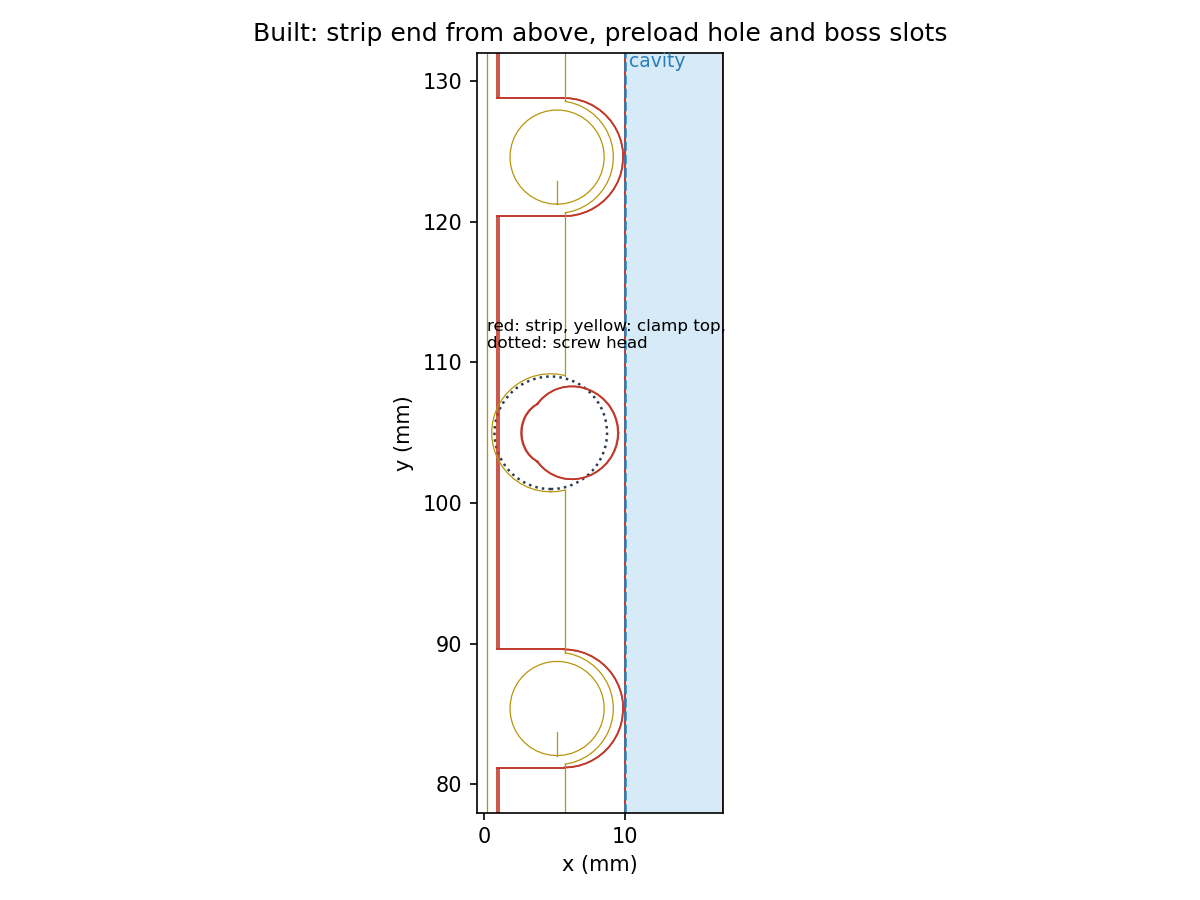 Built: strip end from above, preload hole and boss slots
cavity
130
120
red: strip, yellow: clamp top,
dotted: screw head
110
y (mm)
100
90
80
0
10
x (mm)